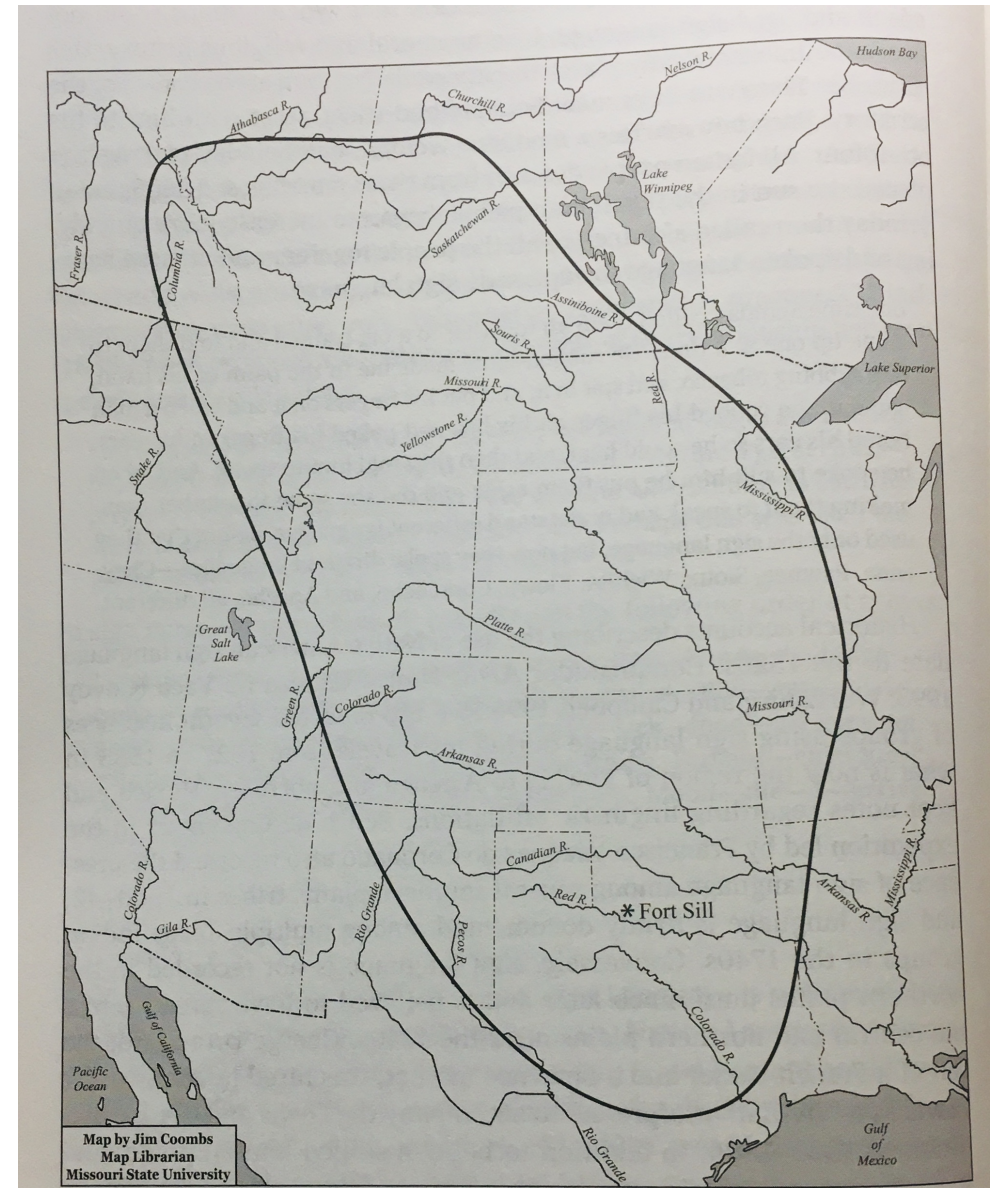 Hudson Bay
Nelson R.
Churchill R.
Athabasca R.
Lake
Winnipeg
Saskatchewan R.
Fraser R.
Columbia R.
Assiniboine R.
Souris R.
Lake Superior
Red R.
Missouri R.
Yellowstone R.
Snake R.
Mississippi R.
Great
Salt
Lake
Platte R.
Green R.
Colorado R.
Missouri R.
Arkansas R.
Canadian R.
Mississippi R.
Arkansas R.
Colorado R.
Red R.
* Fort Sill
Rio Grande
Gila R.
Pecos R.
Gulf of California
Colorado R.
Pacific
Ocean
Rio Grande
Gulf
of
Mexico
Map by Jim Coombs
Map Librarian
Missouri State University